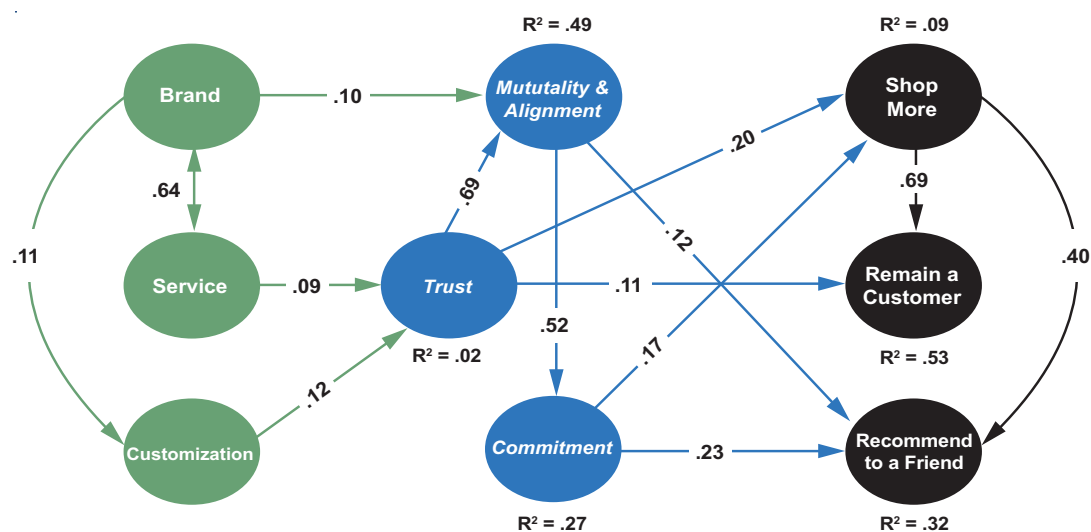 R² = .49
R² = .09
Brand
.10
Mututality &
Alignment
Shop
More
.20
.64
.69
.69
.11
.12
.40
Service
.09
Trust
.11
Remain a
Customer
R² = .02
.52
.17
R² = .53
.12
Customization
Commitment
.23
Recommend
to a Friend
R² = .27
R² = .32